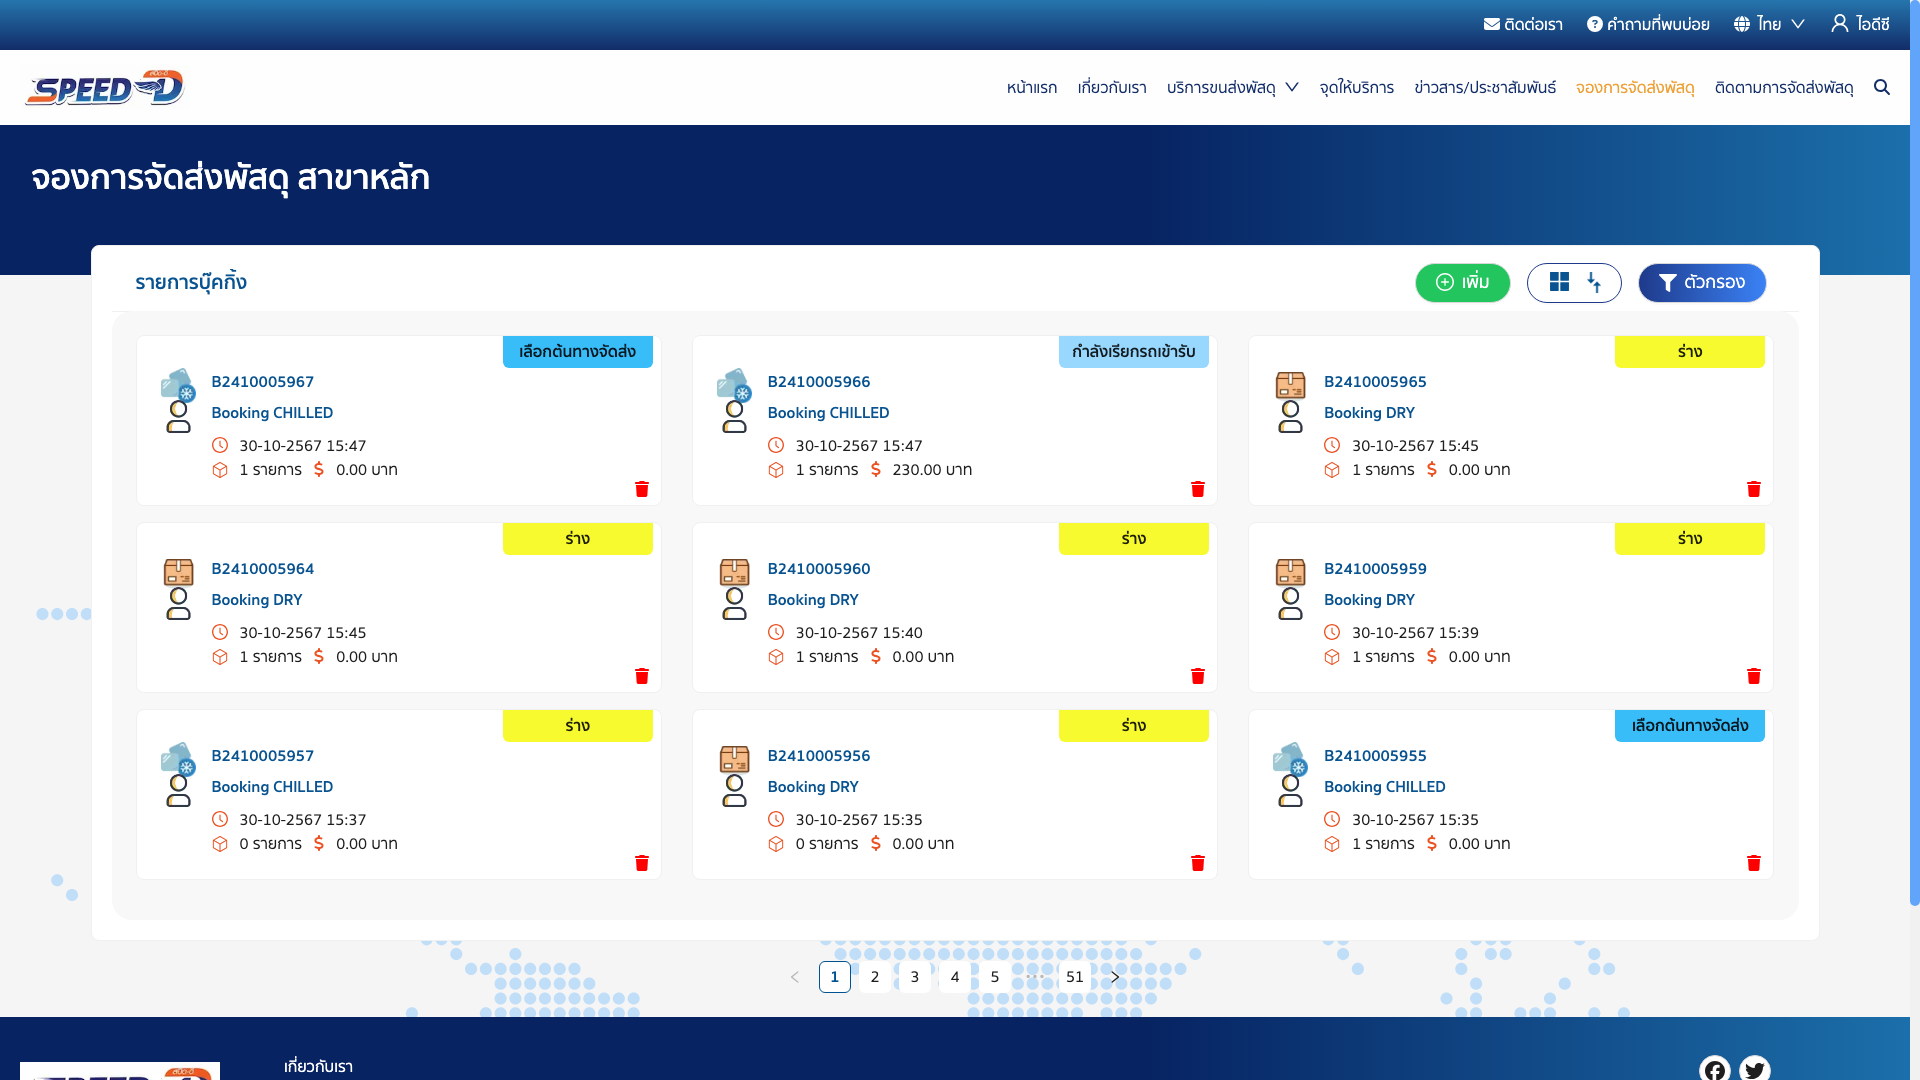 ติดต่อเรา
คำถามที่พบบ่อย
ไทย
ไอดีซี
SPEED-D
หน้าแรก
เกี่ยวกับเรา
บริการขนส่งพัสดุ
จุดให้บริการ
ข่าวสาร/ประชาสัมพันธ์
จองการจัดส่งพัสดุ
ติดตามการจัดส่งพัสดุ
จองการจัดส่งพัสดุ สาขาหลัก
รายการบุ๊คกิ้ง
เพิ่ม
ตัวกรอง
เลือกต้นทางจัดส่ง
B2410005967
Booking CHILLED
30-10-2567 15:47
1 รายการ $ 0.00 บาท
กำลังเรียกรถเข้ารับ
B2410005966
Booking CHILLED
30-10-2567 15:47
1 รายการ $ 230.00 บาท
ร่าง
B2410005965
Booking DRY
30-10-2567 15:45
1 รายการ $ 0.00 บาท
ร่าง
B2410005964
Booking DRY
30-10-2567 15:45
1 รายการ $ 0.00 บาท
ร่าง
B2410005960
Booking DRY
30-10-2567 15:40
1 รายการ $ 0.00 บาท
ร่าง
B2410005959
Booking DRY
30-10-2567 15:39
1 รายการ $ 0.00 บาท
ร่าง
B2410005957
Booking CHILLED
30-10-2567 15:37
0 รายการ $ 0.00 บาท
ร่าง
B2410005956
Booking DRY
30-10-2567 15:35
0 รายการ $ 0.00 บาท
เลือกต้นทางจัดส่ง
B2410005955
Booking CHILLED
30-10-2567 15:35
1 รายการ $ 0.00 บาท
< 1 2 3 4 5 ••• 51 >
เกี่ยวกับเรา